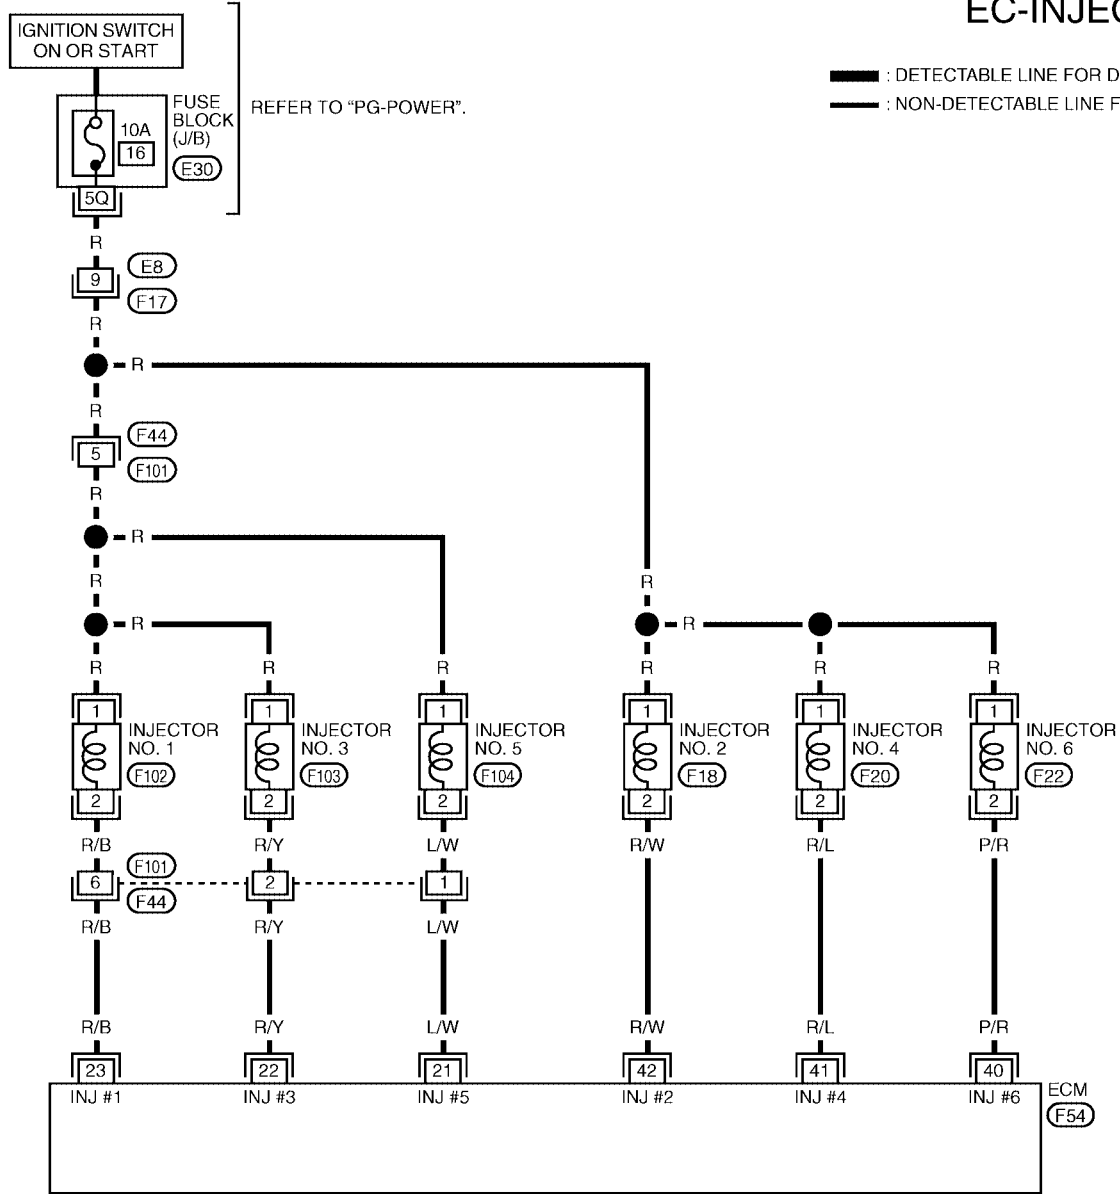 EC-INJEC
IGNITION SWITCH
ON OR START
: DETECTABLE LINE FOR D
: NON-DETECTABLE LINE F
REFER TO "PG-POWER".
FUSE
BLOCK
(J/B)
10A
16
E30
5Q
R
E8
9
F17
R
R
R
F44
5
F101
R
R
R
R
R
R
R
R
R
R
R
R
1
1
1
1
1
1
INJECTOR
NO. 1
F102
INJECTOR
NO. 3
F103
INJECTOR
NO. 5
F104
INJECTOR
NO. 2
F18
INJECTOR
NO. 4
F20
INJECTOR
NO. 6
F22
2
2
2
2
2
2
R/B
R/Y
L/W
R/W
R/L
P/R
F101
6
2
1
F44
R/B
R/Y
L/W
R/B
R/Y
L/W
R/W
R/L
P/R
23
22
21
42
41
40
INJ #1
INJ #3
INJ #5
INJ #2
INJ #4
INJ #6
ECM
F54